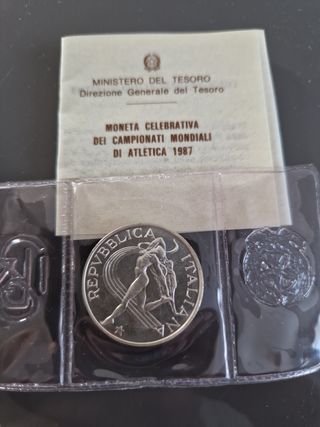 MINISTERO DEL TESORO
Direzione Generale del Tesoro
MONETA CELEBRATIVA
DEI CAMPIONATI MONDIALI
DI ATLETICA 1987
REPVBBLICA ITALIANA